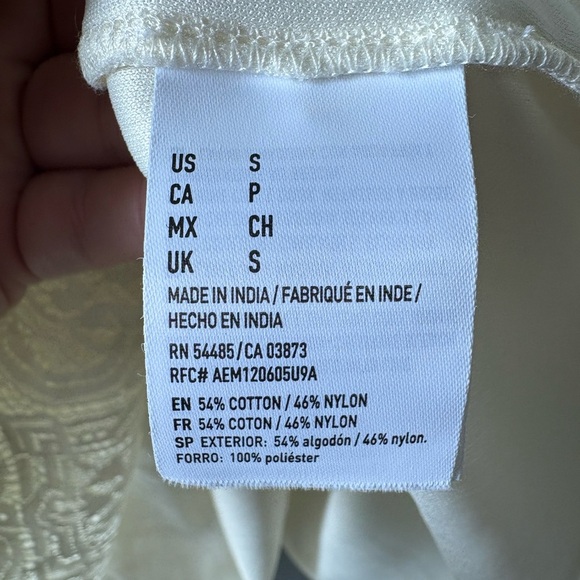 US S
CA P
MX CH
UK S
MADE IN INDIA / FABRIQUÉ EN INDE /
HECHO EN INDIA
RN 54485 / CA 03873
RFC# AEM120605U9A
EN 54% COTTON / 46% NYLON
FR 54% COTON / 46% NYLON
SP EXTERIOR: 54% algodón / 46% nylon.
FORRO: 100% poliéster